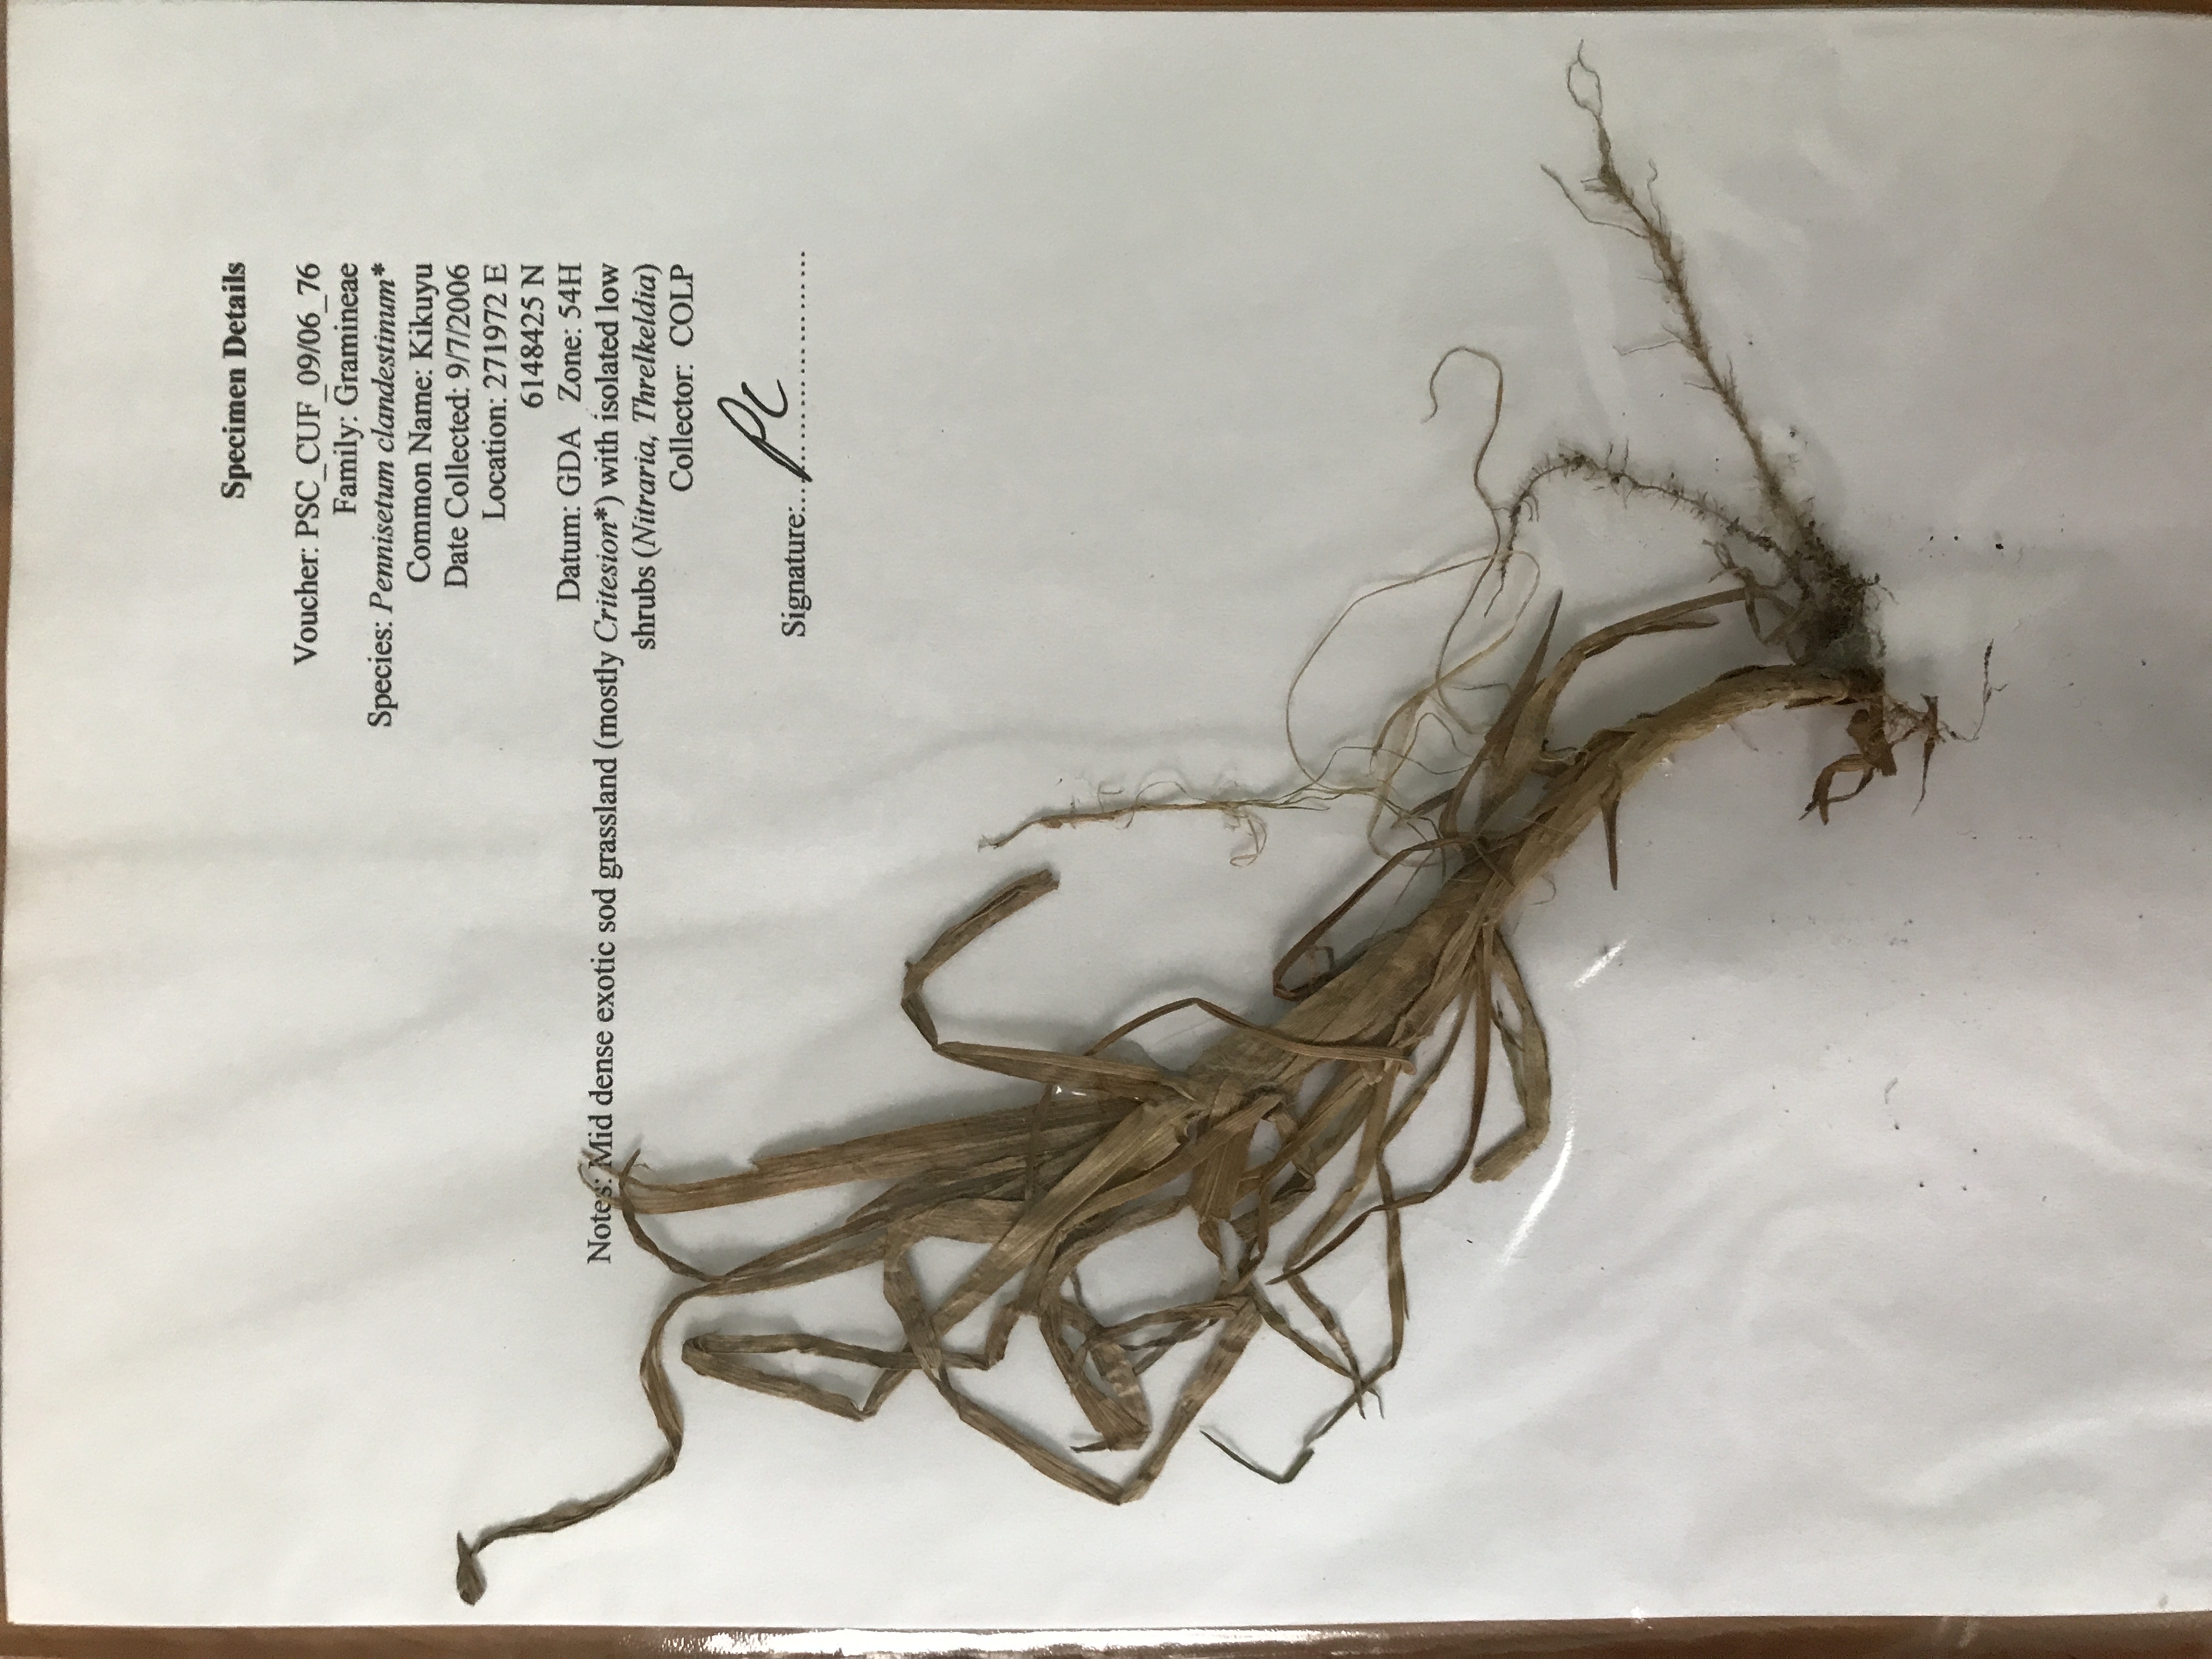 Specimen Details
Voucher: PSC_CUF_09/06_76
Family: Gramineae
Species: Pennisetum clandestinum*
Common Name: Kikuyu
Date Collected: 9/7/2006
Location: 271972 E
6148425 N
Datum: GDA Zone: 54H
Notes: Mid dense exotic sod grassland (mostly Critesion*) with isolated low
shrubs (Nitraria, Threlkeldia)
Collector: COLP
PC
Signature:..............................